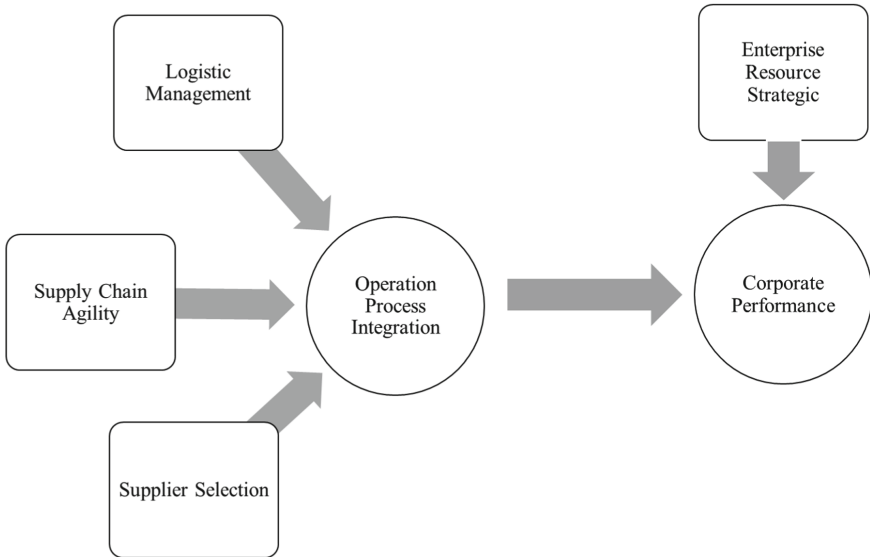 Logistic
Management
Enterprise
Resource
Strategic
Supply Chain
Agility
Operation
Process
Integration
Corporate
Performance
Supplier Selection